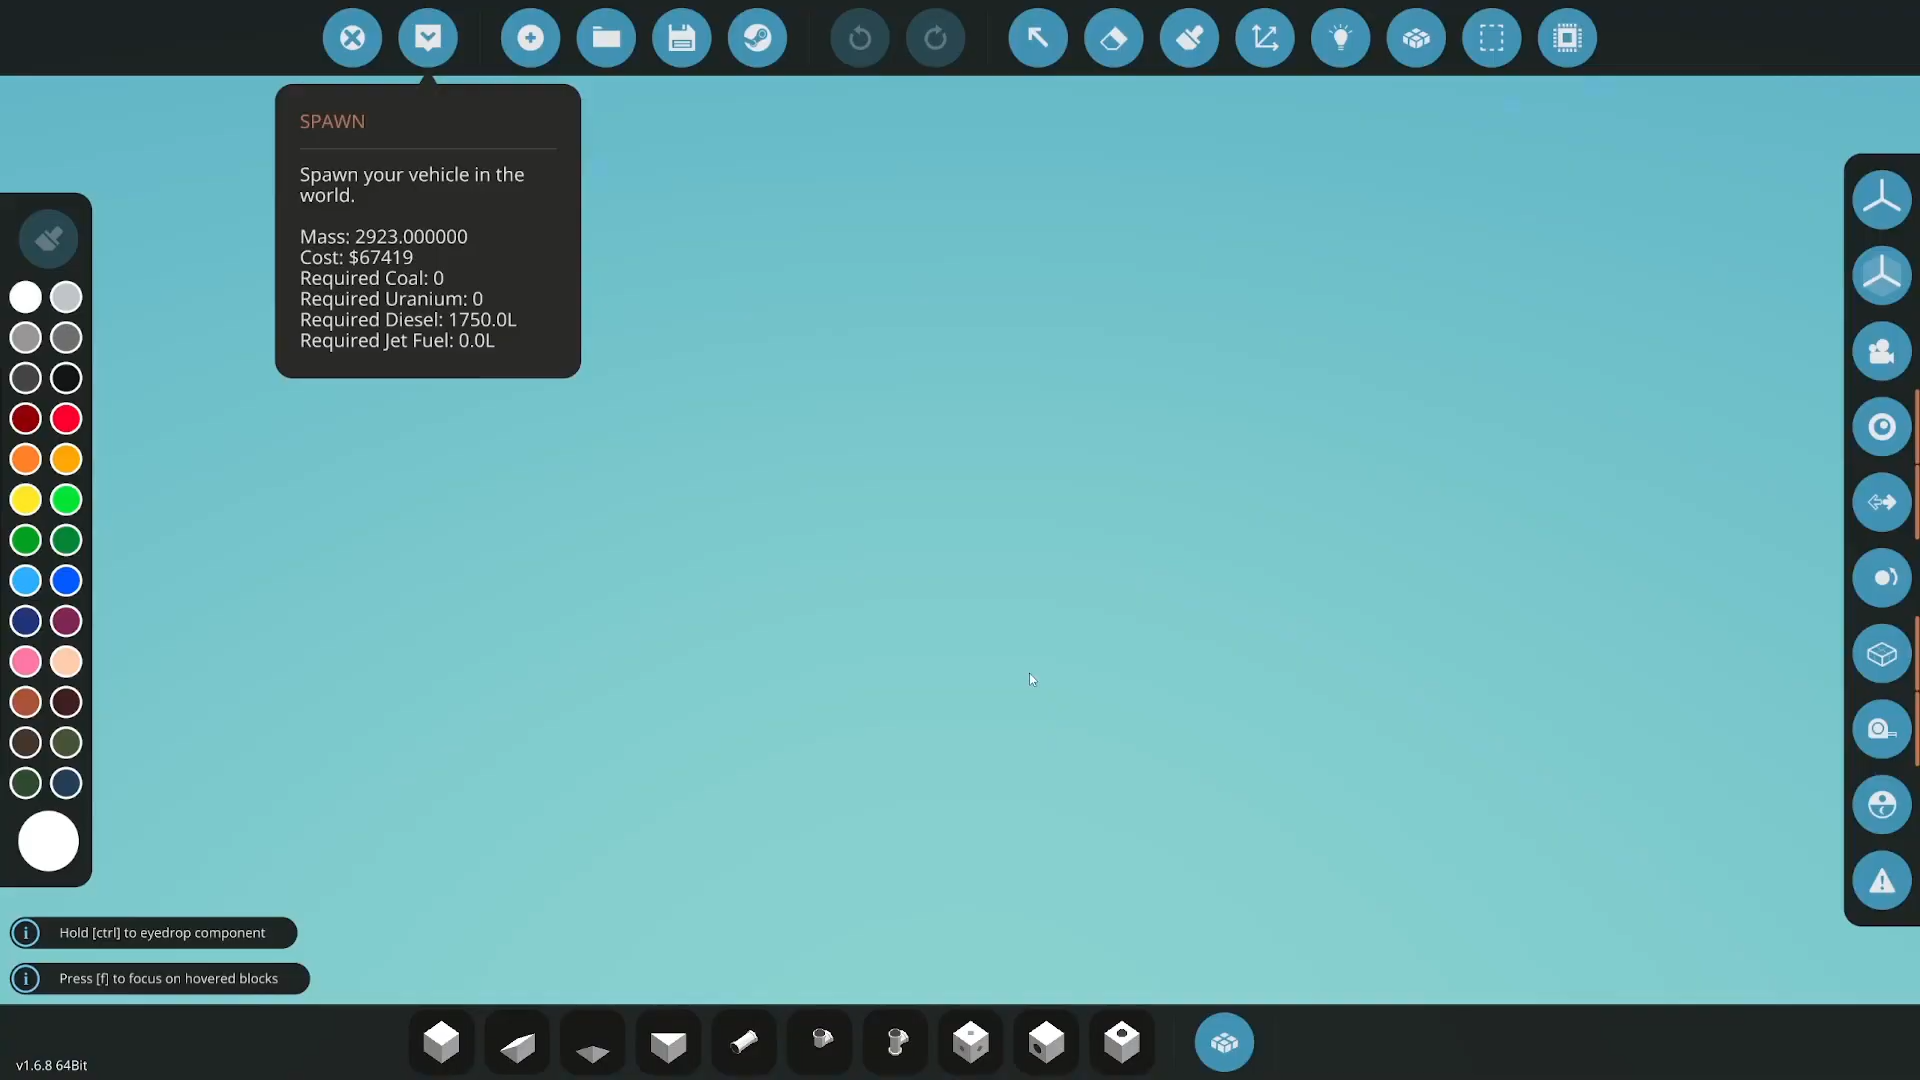 SPAWN
Spawn your vehicle in the
world.
Mass: 2923.000000
Cost: $67419
Required Coal: 0
Required Uranium: 0
Required Diesel: 1750.0L
Required Jet Fuel: 0.0L
Hold [ctrl] to eyedrop component
Press [f] to focus on hovered blocks
v1.6.8 64Bit